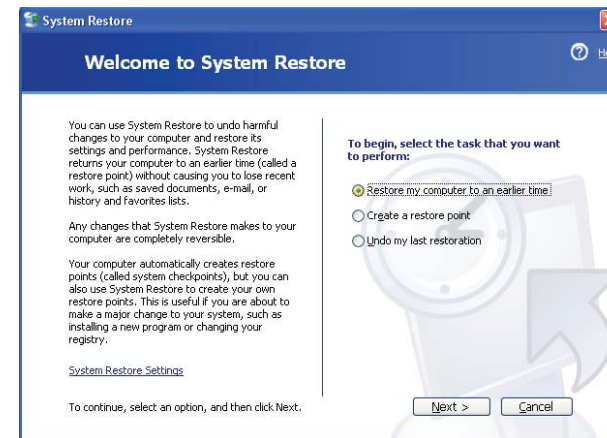 System Restore
Welcome to System Restore
You can use System Restore to undo harmful
changes to your computer and restore its
settings and performance. System Restore
returns your computer to an earlier time (called a
restore point) without causing you to lose recent
work, such as saved documents, e-mail, or
history and favorites lists.
Any changes that System Restore makes to your
computer are completely reversible.
Your computer automatically creates restore
points (called system checkpoints), but you can
also use System Restore to create your own
restore points. This is useful if you are about to
make a major change to your system, such as
installing a new program or changing your
registry.
System Restore Settings
To continue, select an option, and then click Next.
To begin, select the task that you want
to perform:
Restore my computer to an earlier time
Create a restore point
Undo my last restoration
Next >
Cancel